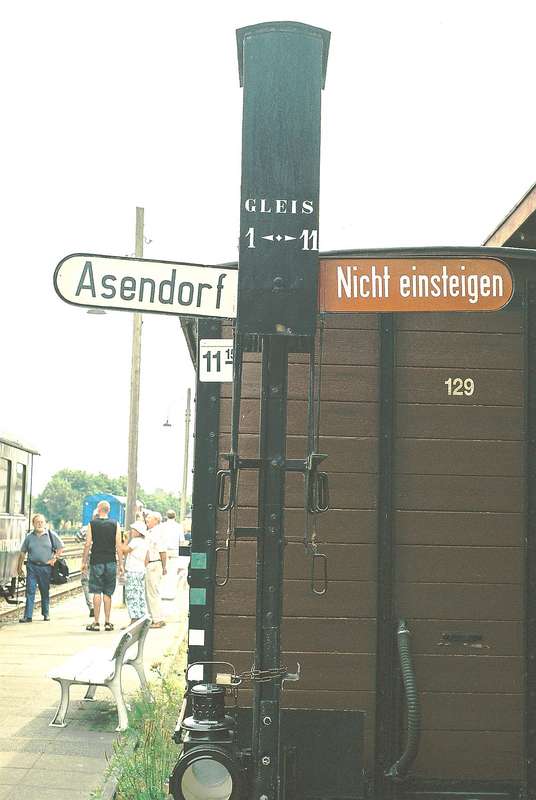 GLEIS
1 ◄•► 11
Asendorf
Nicht einsteigen
11 15
129